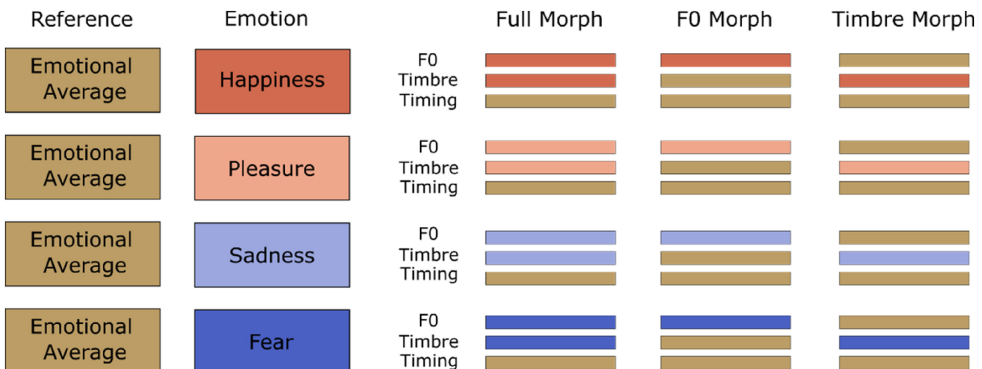 Reference Emotion Full Morph F0 Morph Timbre Morph
Emotional
Average
Happiness
F0
Timbre
Timing
Emotional
Average
Pleasure
F0
Timbre
Timing
Emotional
Average
Sadness
F0
Timbre
Timing
Emotional
Average
Fear
F0
Timbre
Timing